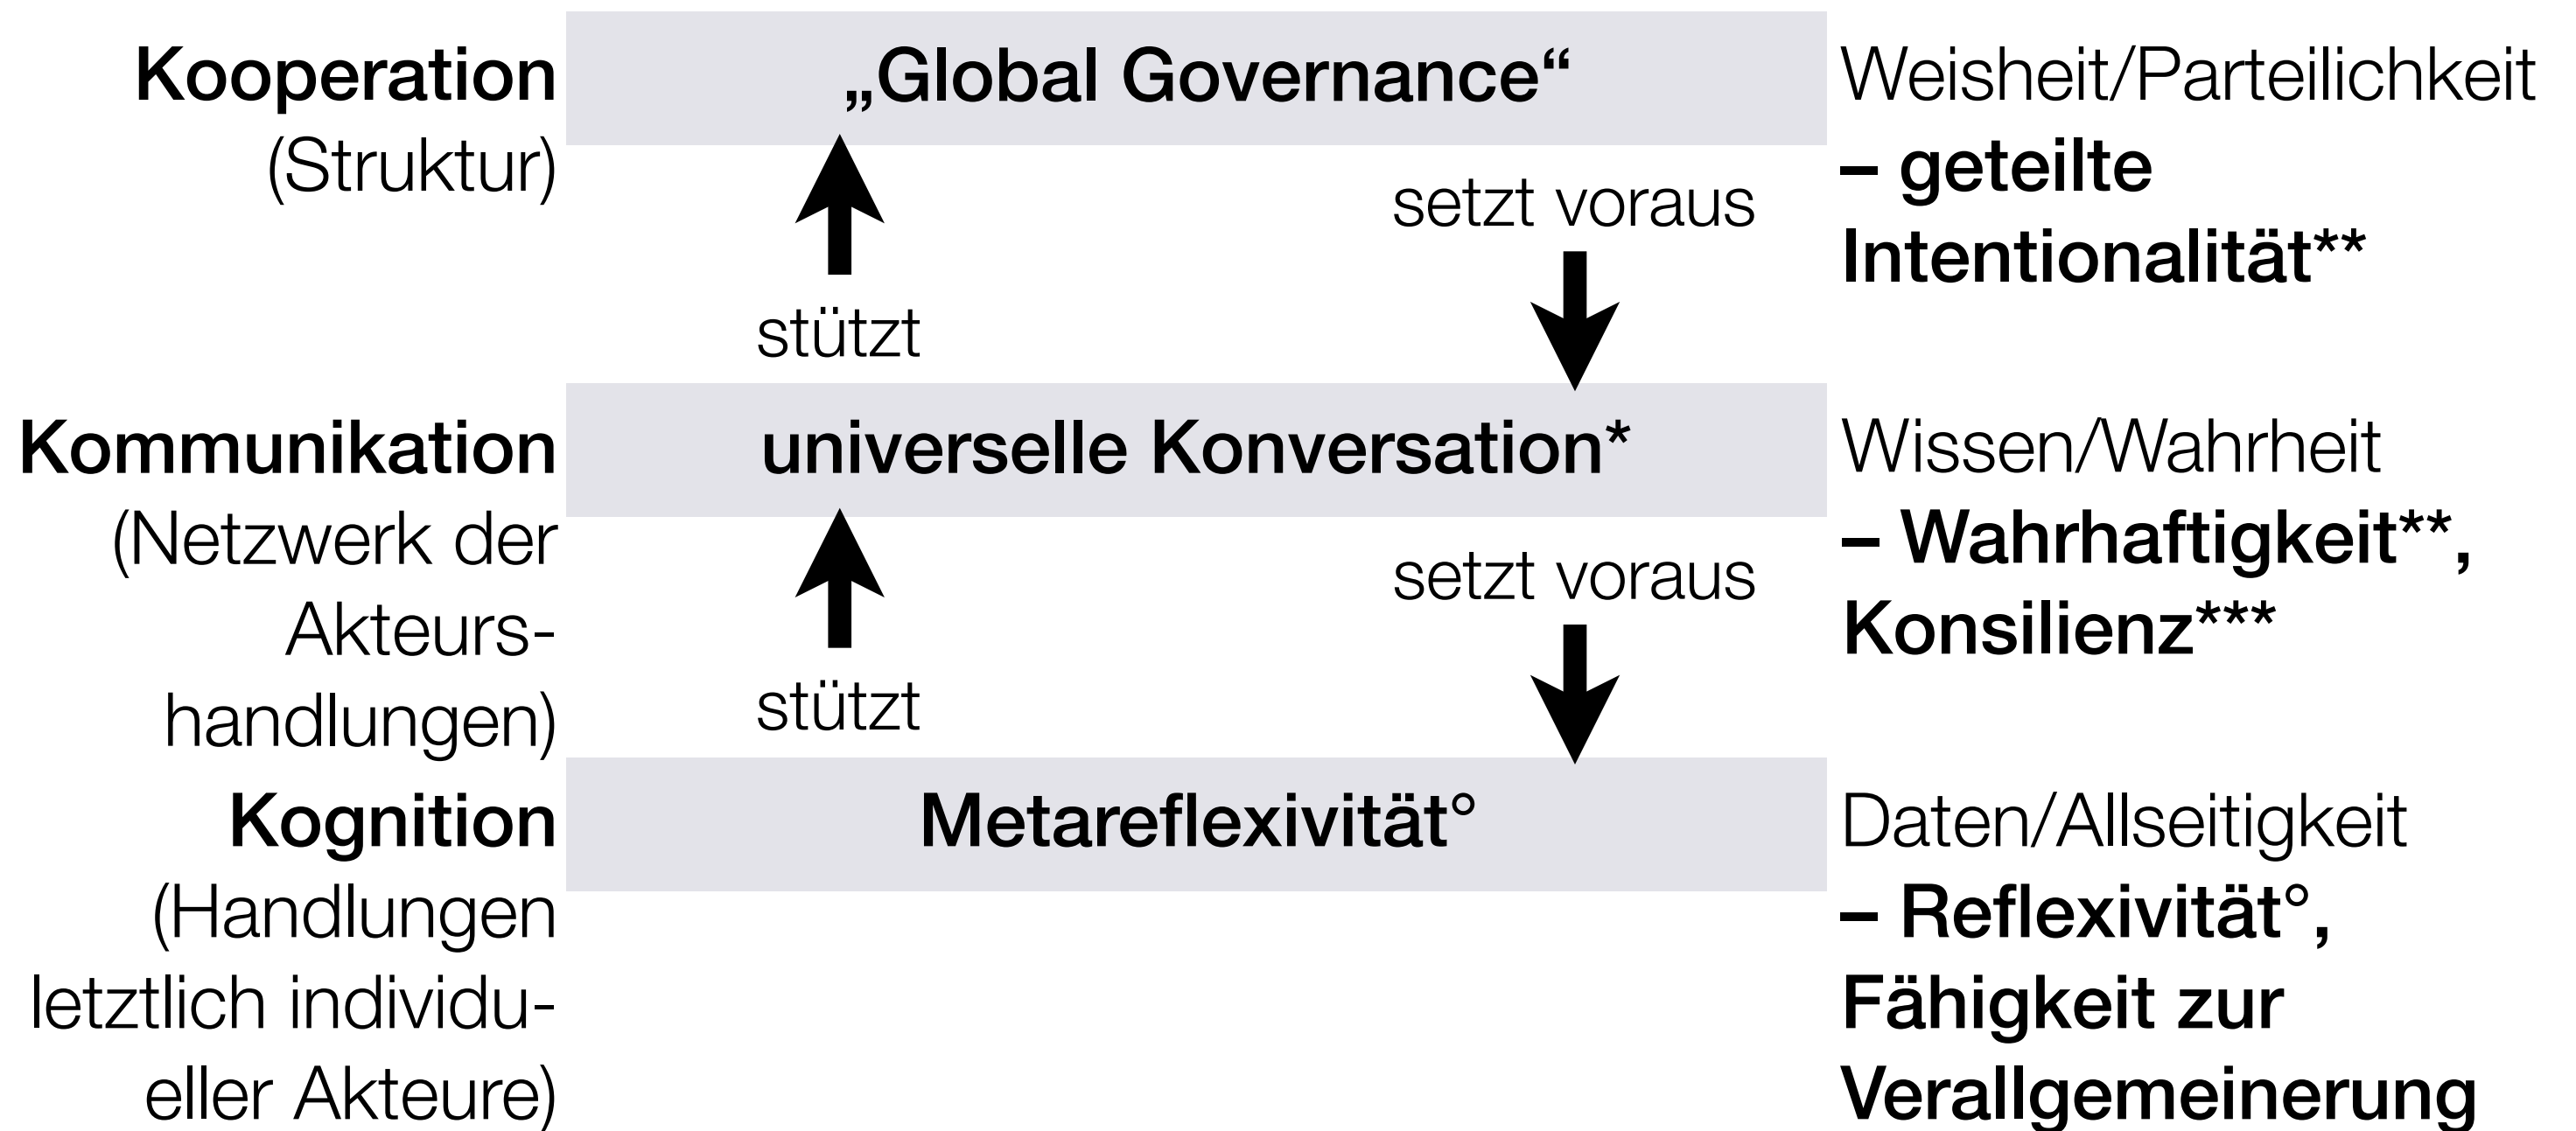 Kooperation
(Struktur)
„Global Governance“
Weisheit/Parteilichkeit
– geteilte
Intentionalität**
stützt
setzt voraus
Kommunikation
(Netzwerk der
Akteurs-
handlungen)
universelle Konversation*
Wissen/Wahrheit
– Wahrhaftigkeit**,
Konsilienz***
stützt
setzt voraus
Kognition
(Handlungen
letztlich individu-
eller Akteure)
Metareflexivität°
Daten/Allseitigkeit
– Reflexivität°,
Fähigkeit zur
Verallgemeinerung